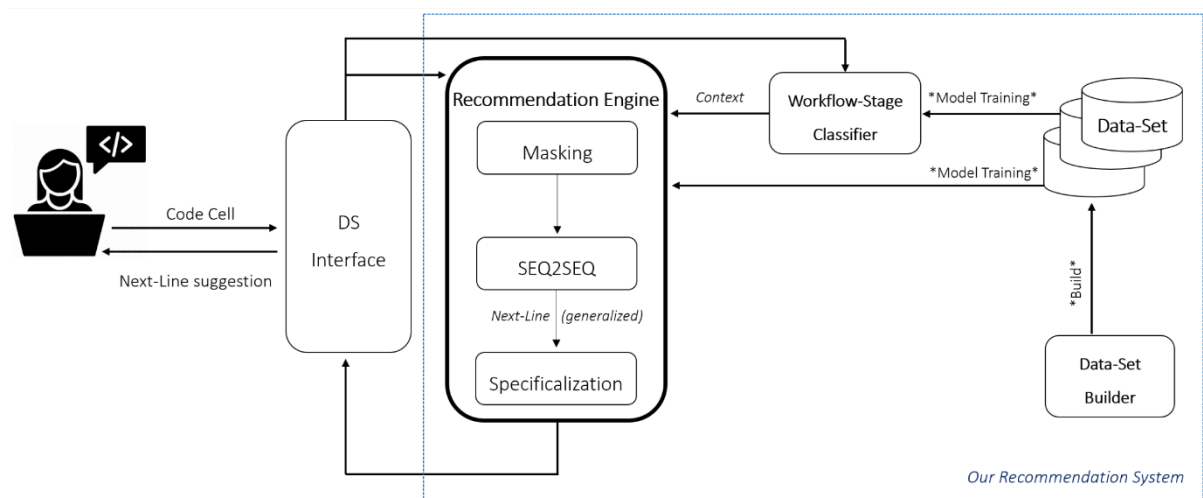 </>
Code Cell
Next-Line suggestion
DS
Interface
Recommendation Engine
Masking
SEQ2SEQ
Next-Line (generalized)
Specificalization
Context
Workflow-Stage
Classifier
*Model Training*
*Model Training*
Data-Set
*Build*
Data-Set
Builder
Our Recommendation System